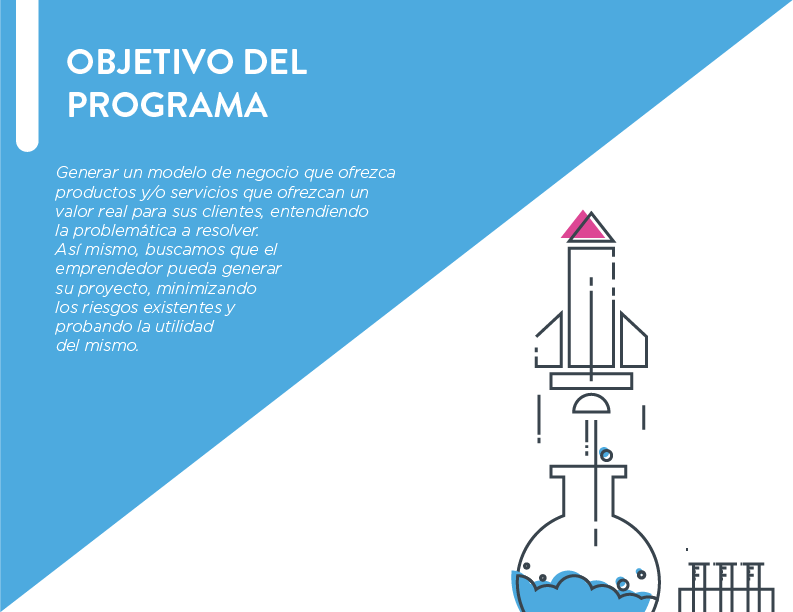 OBJETIVO DEL
PROGRAMA
Generar un modelo de negocio que ofrezca
productos y/o servicios que ofrezcan un
valor real para sus clientes, entendiendo
la problemática a resolver.
Así mismo, buscamos que el
emprendedor pueda generar
su proyecto, minimizando
los riesgos existentes y
probando la utilidad
del mismo.